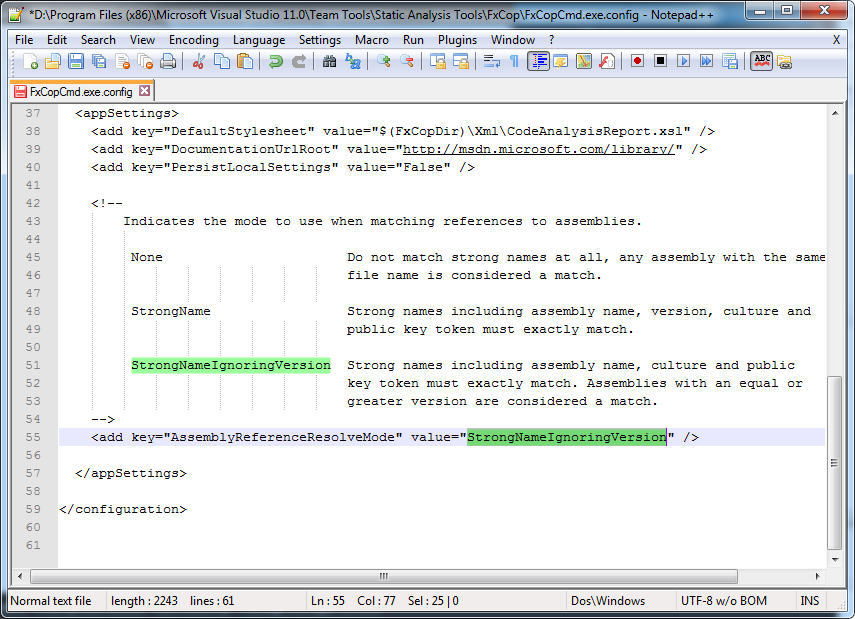 *D:\Program Files (x86)\Microsoft Visual Studio 11.0\Team Tools\Static Analysis Tools\FxCop\FxCopCmd.exe.config - Notepad++
File Edit Search View Encoding Language Settings Macro Run Plugins Window ? X
ABC
FxCopCmd.exe.config
37 <appSettings>
38 <add key="DefaultStylesheet" value="$(FxCopDir)\Xml\CodeAnalysisReport.xsl" />
39 <add key="DocumentationUrlRoot" value="http://msdn.microsoft.com/library/" />
40 <add key="PersistLocalSettings" value="False" />
41
42 <!--
43 Indicates the mode to use when matching references to assemblies.
44
45 None Do not match strong names at all, any assembly with the same
46 file name is considered a match.
47
48 StrongName Strong names including assembly name, version, culture and
49 public key token must exactly match.
50
51 StrongNameIgnoringVersion Strong names including assembly name, culture and public
52 key token must exactly match. Assemblies with an equal or
53 greater version are considered a match.
54 -->
55 <add key="AssemblyReferenceResolveMode" value="StrongNameIgnoringVersion" />
56
57 </appSettings>
58
59 </configuration>
60
61
Normal text file length : 2243 lines : 61 Ln : 55 Col : 77 Sel : 25 | 0 Dos\Windows UTF-8 w/o BOM INS